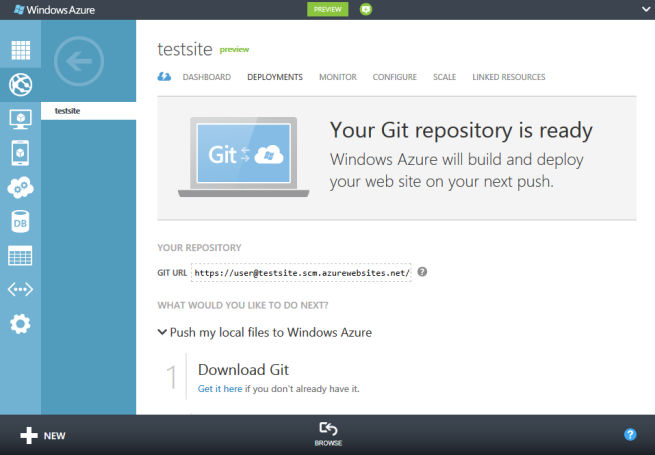 Windows Azure
PREVIEW
testsite preview
DASHBOARD DEPLOYMENTS MONITOR CONFIGURE SCALE LINKED RESOURCES
testsite
Git
Your Git repository is ready
Windows Azure will build and deploy
your web site on your next push.
YOUR REPOSITORY
GIT URL https://user@testsite.scm.azurewebsites.net/ ?
WHAT WOULD YOU LIKE TO DO NEXT?
Push my local files to Windows Azure
1 Download Git
Get it here if you don't already have it.
DB
NEW
BROWSE
?